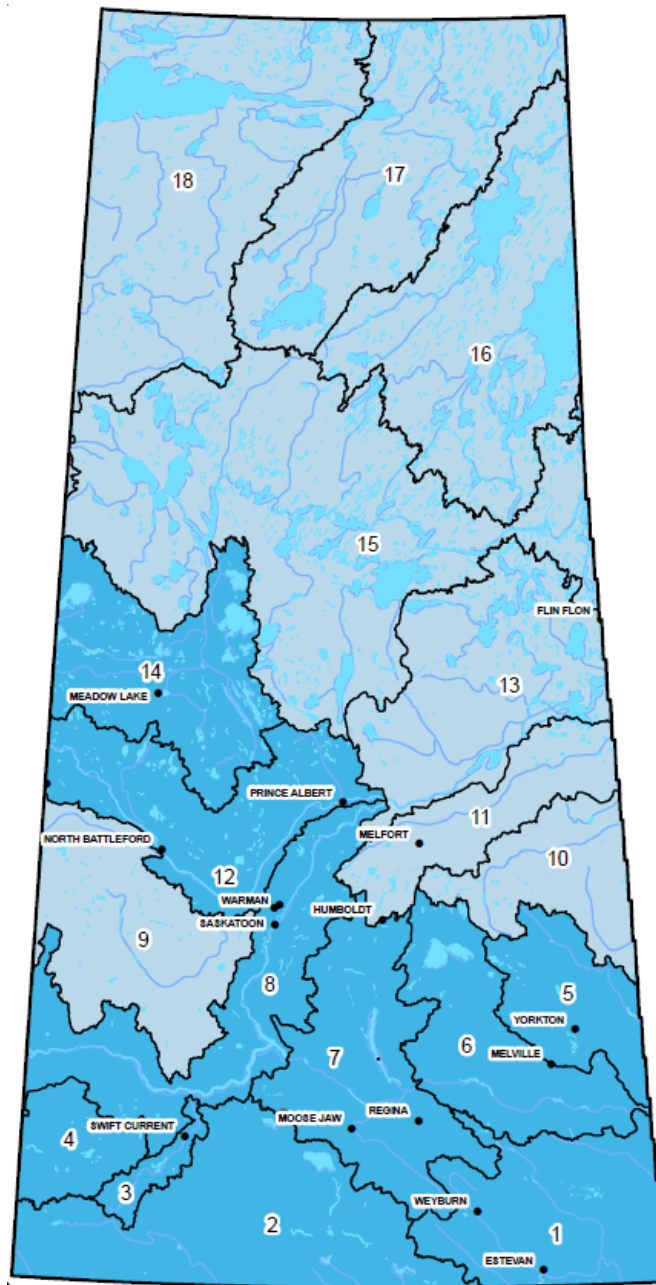 18
17
16
15
FLIN FLON
14
MEADOW LAKE
13
PRINCE ALBERT
11
NORTH BATTLEFORD
MELFORT
10
12
WARMAN
HUMBOLDT
SASKATOON
9
8
5
YORKTON
6
7
MELVILLE
REGINA
MOOSE JAW
SWIFT CURRENT
4
3
WEYBURN
2
1
ESTEVAN